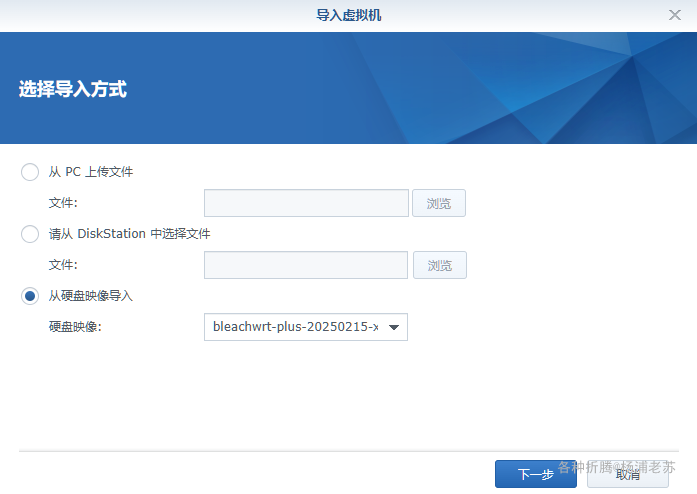 导入虚拟机
选择导入方式
从 PC 上传文件
文件:
浏览
请从 DiskStation 中选择文件
文件:
浏览
从硬盘映像导入
硬盘映像:
bleachwrt-plus-20250215-x
下一步
取消
各种折腾@杨浦老苏